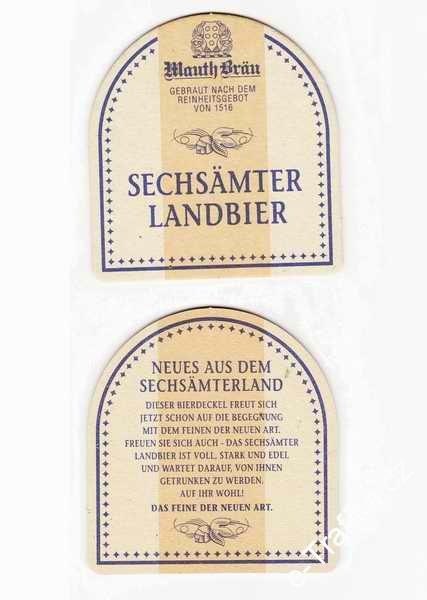 Mauth Bräu
GEBRAUT NACH DEM
REINHEITSGEBOT
VON 1516
SECHSÄMTER
LANDBIER
NEUES AUS DEM
SECHSÄMTERLAND
DIESER BIERDECKEL FREUT SICH
JETZT SCHON AUF DIE BEGEGNUNG
MIT DEM FEINEN DER NEUEN ART.
FREUEN SIE SICH AUCH - DAS SECHSÄMTER
LANDBIER IST VOLL, STARK UND EDEL
UND WARTET DARAUF, VON IHNEN
GETRUNKEN ZU WERDEN.
AUF IHR WOHL!
DAS FEINE DER NEUEN ART.